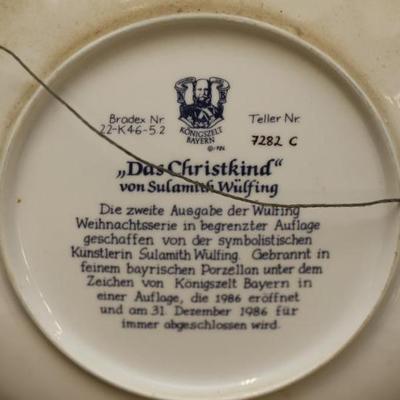 Bradex Nr.
22-K46-5.2
KÖNIGSZELT
BAYERN
Teller Nr.
7282 C
„Das Christkind“
von Sulamith Wülfing
Die zweite Ausgabe der Wülfing
Weihnachtsserie in begrenzter Auflage
geschaffen von der symbolistischen
Künstlerin Sulamith Wülfing. Gebrannt in
feinem bayrischen Porzellan unter dem
Zeichen von Königszelt Bayern in
einer Auflage, die 1986 eröffnet
und am 31. Dezember 1986 für
immer abgeschlossen wird.